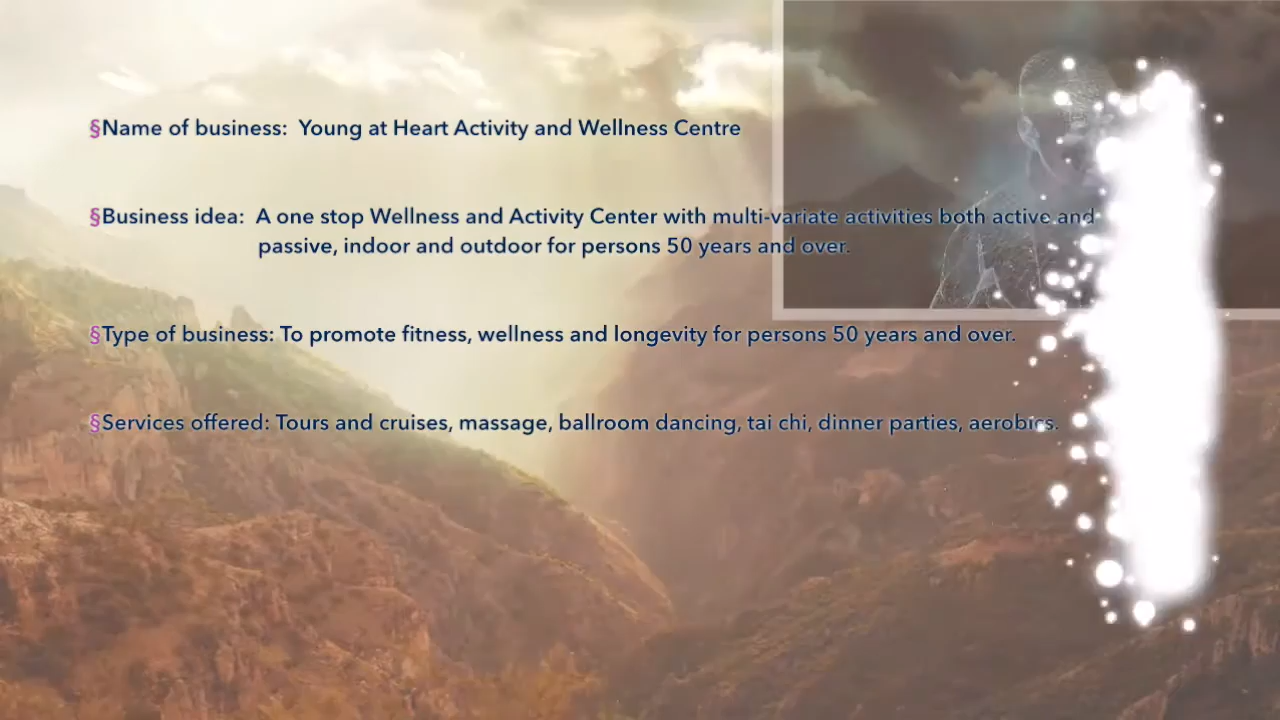 §Name of business: Young at Heart Activity and Wellness Centre
§Business idea: A one stop Wellness and Activity Center with multi-variate activities both active and
passive, indoor and outdoor for persons 50 years and over.
§Type of business: To promote fitness, wellness and longevity for persons 50 years and over.
§Services offered: Tours and cruises, massage, ballroom dancing, tai chi, dinner parties, aerobics.